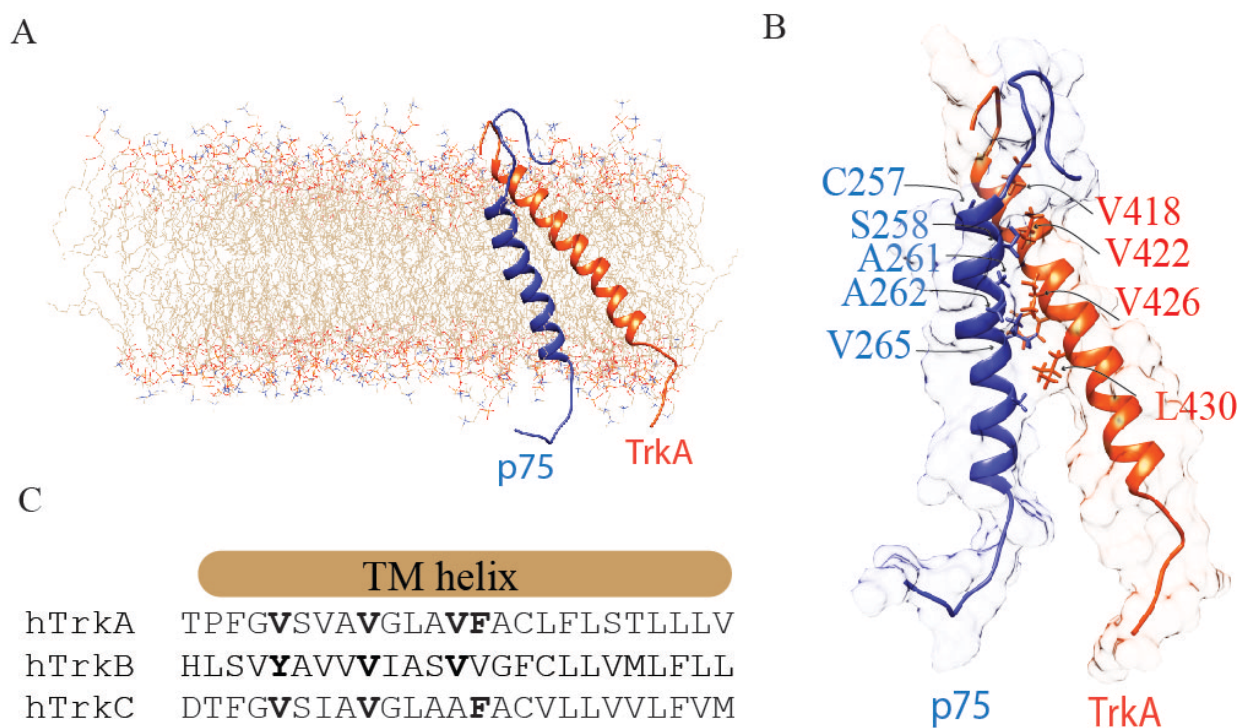 A
p75
TrkA
B
C257
S258
A261
A262
V265
V418
V422
V426
L430
p75
TrkA
C
TM helix
hTrkA TPFGVSVAVGLAVFACLFLSTLLLV
hTrkB HLSVYAVVVIASVVGFCLLVMLFLL
hTrkC DTFGVSIAVGLAAFACVLLVVLFVM